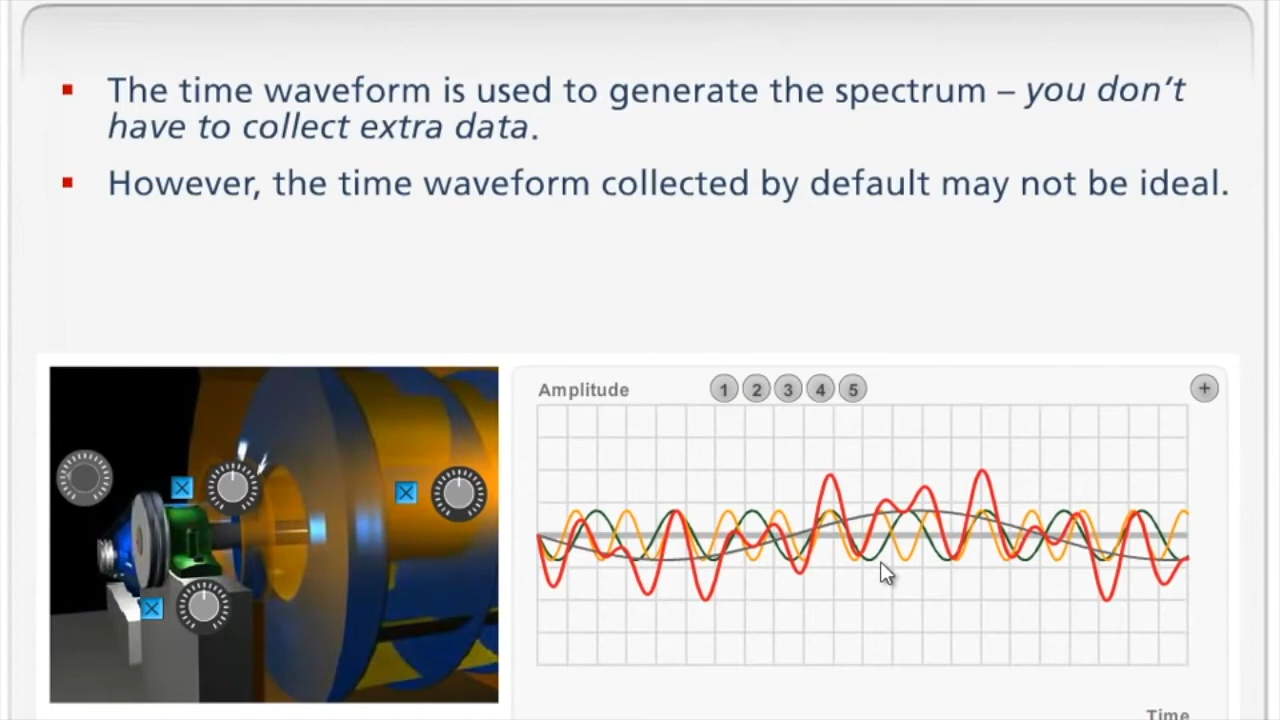 The time waveform is used to generate the spectrum – you don't
have to collect extra data.
However, the time waveform collected by default may not be ideal.
Amplitude
1 2 3 4 5
+
Time